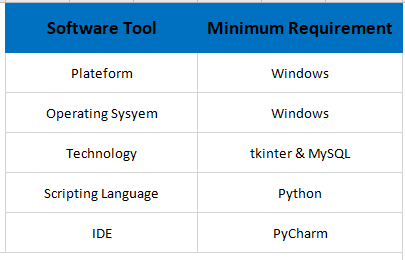 Software Tool Minimum Requirement
Plateform Windows
Operating Sysyem Windows
Technology tkinter & MySQL
Scripting Language Python
IDE PyCharm